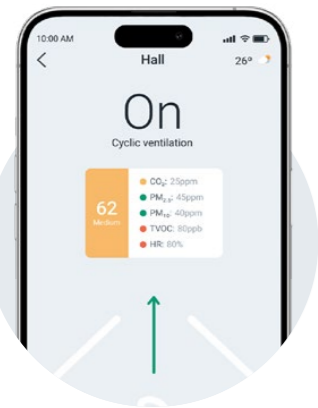 10:00 AM
Hall
26º
On
Cyclic ventilation
62
Medium
CO₂: 25ppm
PM₂.₅: 45ppm
PM₁₀: 40ppm
TVOC: 80ppb
HR: 80%